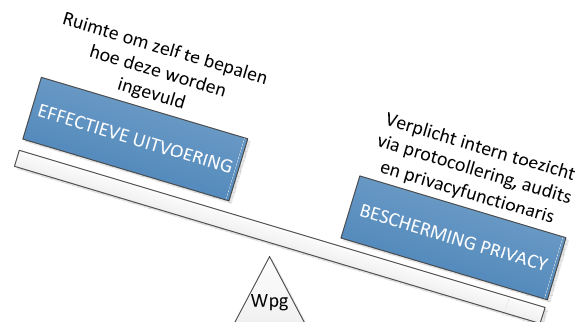 Ruimte om zelf te bepalen
hoe deze worden
ingevuld
EFFECTIEVE UITVOERING
Verplicht intern toezicht
via protocollering, audits
en privacyfunctionaris
BESCHERMING PRIVACY
Wpg